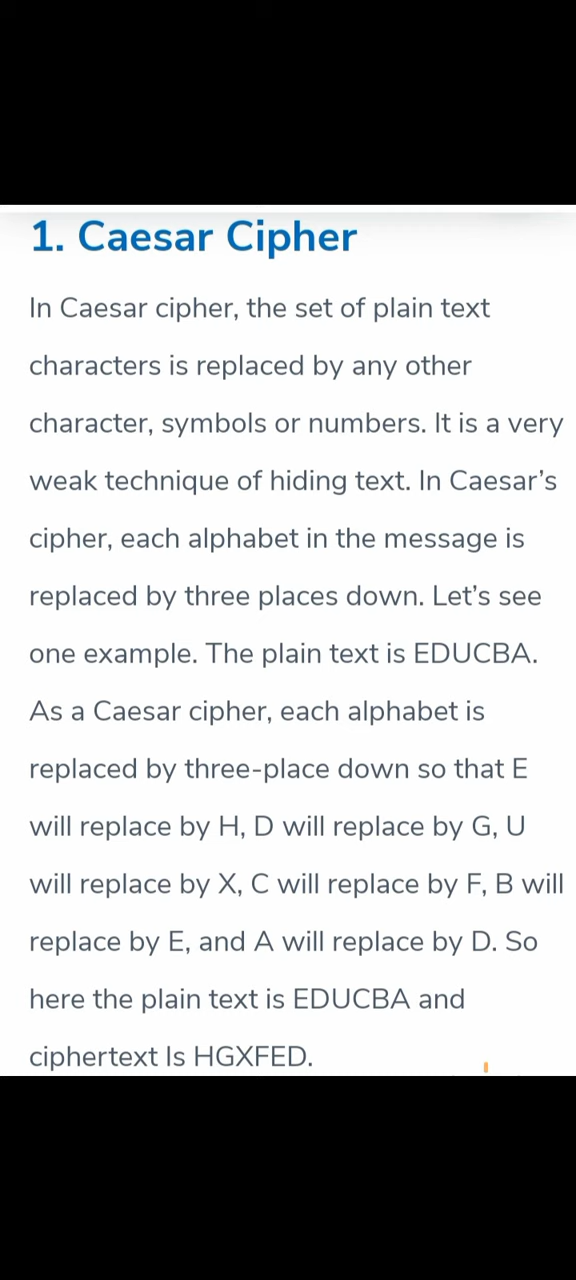 1. Caesar Cipher
In Caesar cipher, the set of plain text
characters is replaced by any other
character, symbols or numbers. It is a very
weak technique of hiding text. In Caesar’s
cipher, each alphabet in the message is
replaced by three places down. Let’s see
one example. The plain text is EDUCBA.
As a Caesar cipher, each alphabet is
replaced by three-place down so that E
will replace by H, D will replace by G, U
will replace by X, C will replace by F, B will
replace by E, and A will replace by D. So
here the plain text is EDUCBA and
ciphertext Is HGXFED.